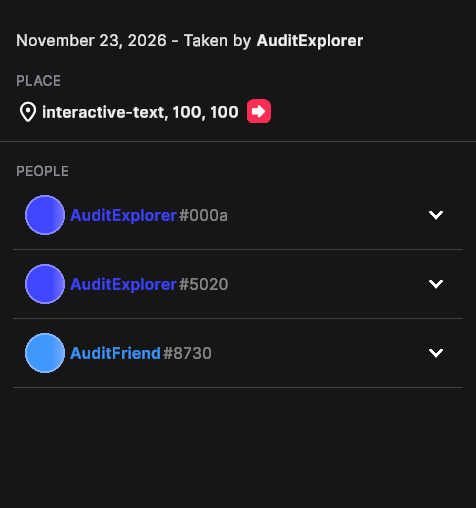 November 23, 2026 - Taken by AuditExplorer
PLACE
interactive-text, 100, 100
PEOPLE
AuditExplorer#000a
AuditExplorer#5020
AuditFriend#8730